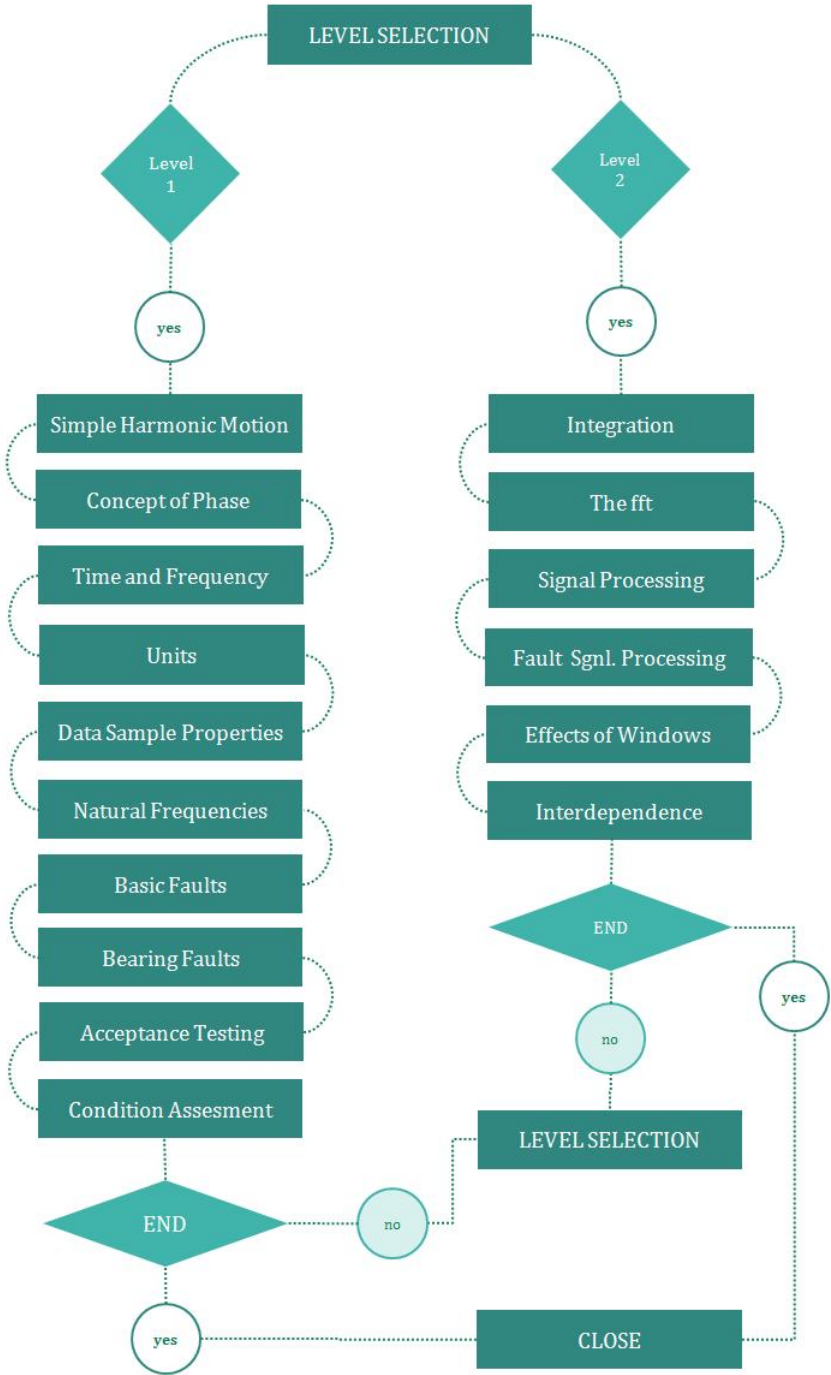 LEVEL SELECTION
Level
1
yes
Simple Harmonic Motion
Concept of Phase
Time and Frequency
Units
Data Sample Properties
Natural Frequencies
Basic Faults
Bearing Faults
Acceptance Testing
Condition Assesment
END
no
yes
Level
2
yes
Integration
The fft
Signal Processing
Fault Sgnl. Processing
Effects of Windows
Interdependence
END
yes
no
LEVEL SELECTION
CLOSE